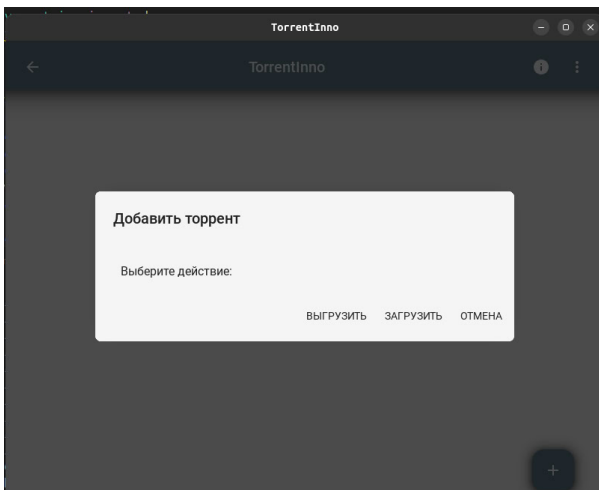 TorrentInno
TorrentInno
Добавить торрент
Выберите действие:
ВЫГРУЗИТЬ ЗАГРУЗИТЬ ОТМЕНА